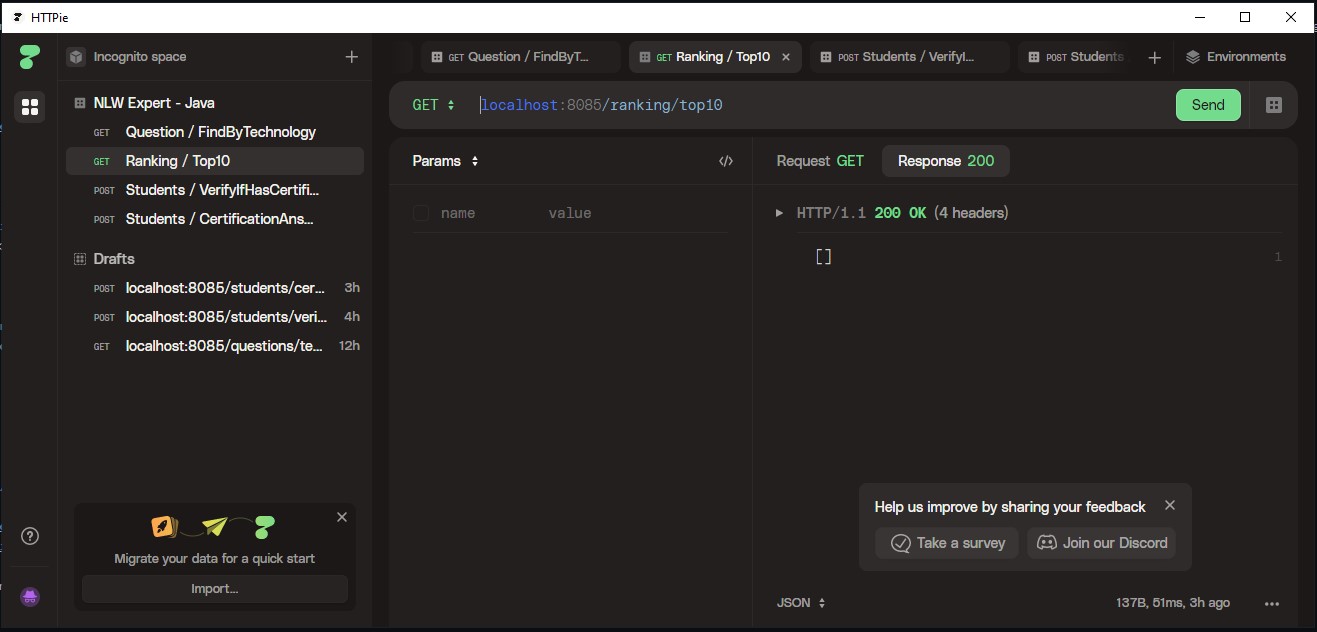 HTTPie
Incognito space
NLW Expert - Java
GET Question / FindByTechnology
GET Ranking / Top10
POST Students / VerifyIfHasCertifi...
POST Students / CertificationAns...
Drafts
POST localhost:8085/students/cer... 3h
POST localhost:8085/students/veri... 4h
GET localhost:8085/questions/te... 12h
Migrate your data for a quick start
Import...
GET Question / FindByT...
GET Ranking / Top10
POST Students / VerifyI...
POST Students
Environments
GET localhost:8085/ranking/top10
Send
Params
name value
Request GET
Response 200
HTTP/1.1 200 OK (4 headers)
[] 1
Help us improve by sharing your feedback
Take a survey
Join our Discord
JSON
137B, 51ms, 3h ago